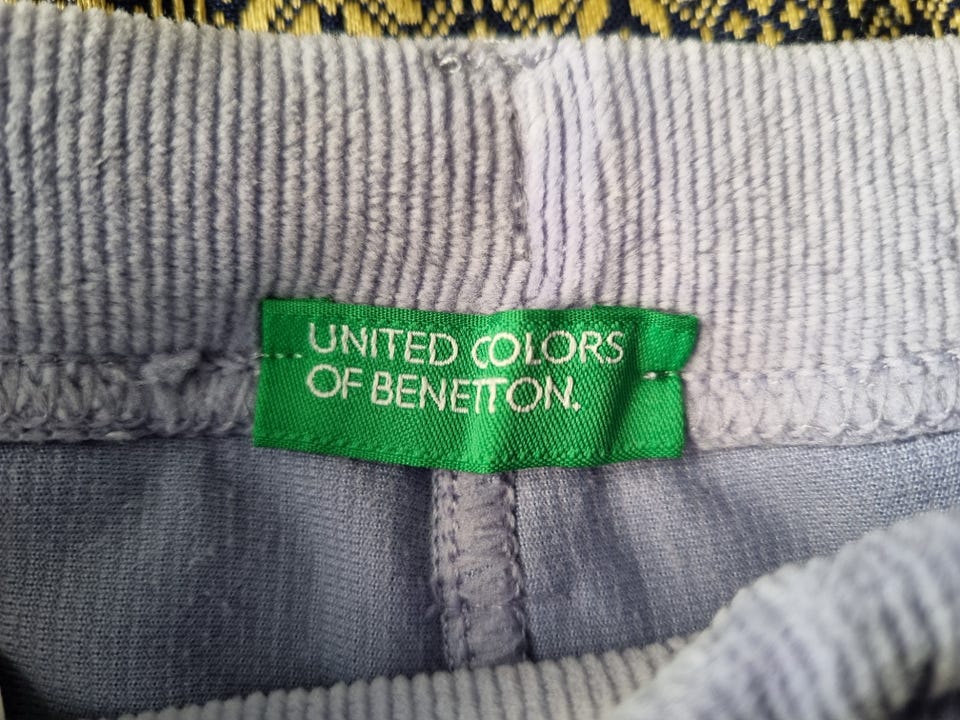 UNITED COLORS
OF BENETTON.